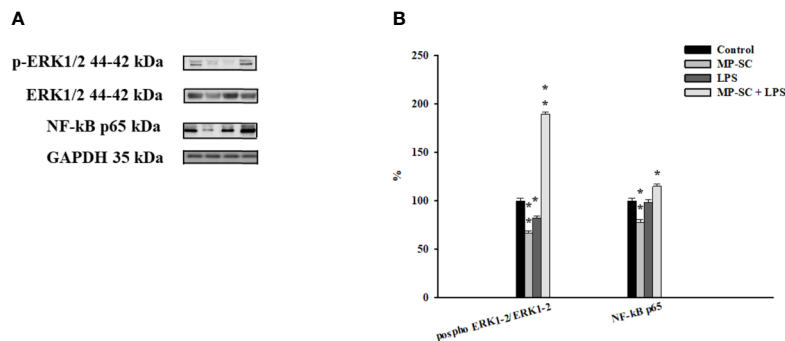 A
p-ERK1/2 44-42 kDa
ERK1/2 44-42 kDa
NF-kB p65 kDa
GAPDH 35 kDa
B
250
200
150
100
50
0
%
Control
MP-SC
LPS
MP-SC + LPS
*
*
*
*
*
*
*
*
pospho ERK1-2/ERK1-2
NF-kB p65